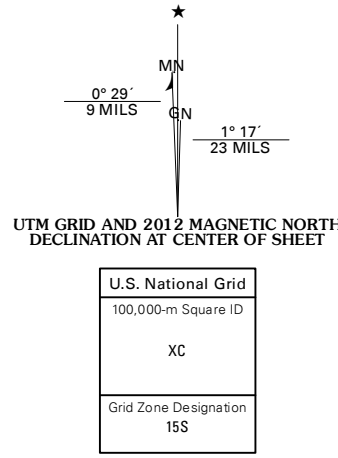 ★
MN
0° 29´
9 MILS
GN
1° 17´
23 MILS
UTM GRID AND 2012 MAGNETIC NORTH
DECLINATION AT CENTER OF SHEET
U.S. National Grid
100,000-m Square ID
XC
Grid Zone Designation
15S